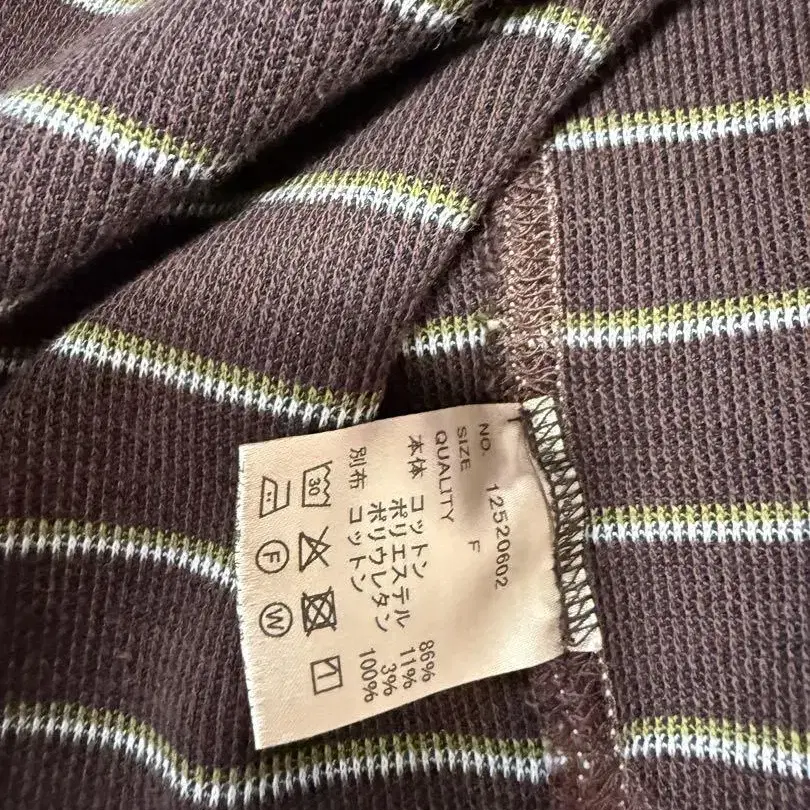 NO. 12520602
SIZE F
QUALITY
本体 コットン 86%
ポリエステル 11%
ポリウレタン 3%
別布 コットン 100%
30
F W